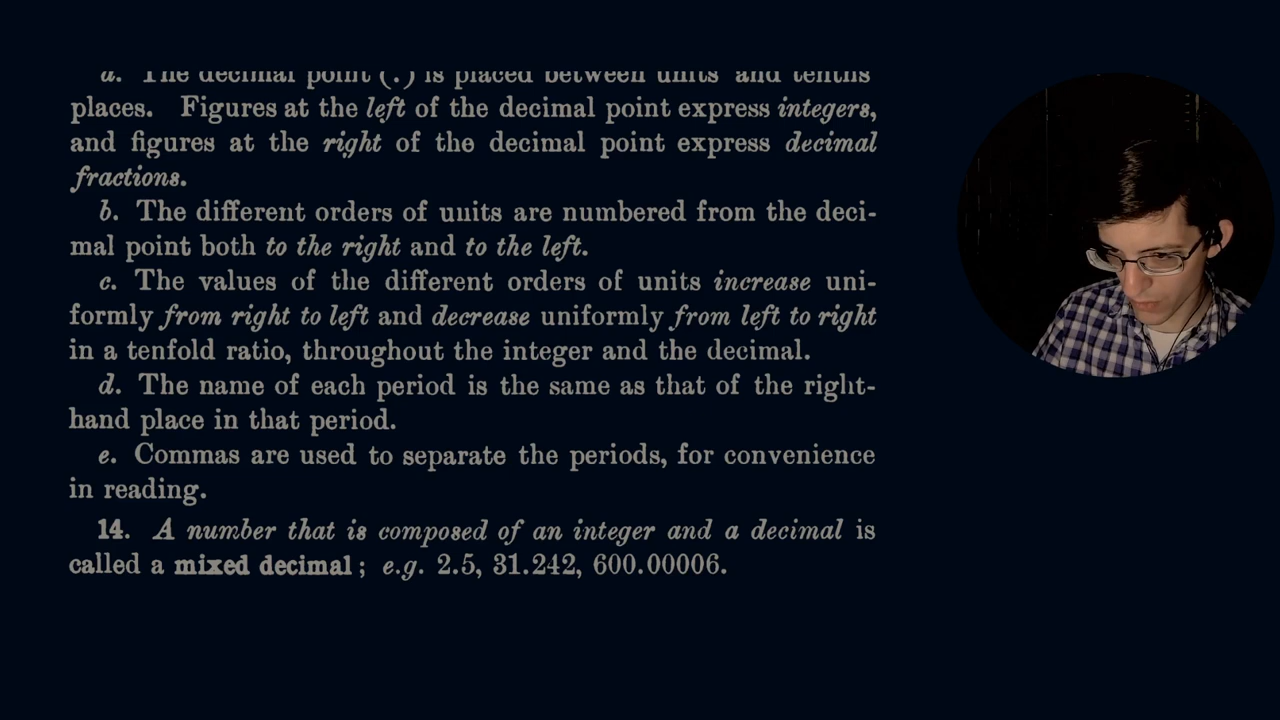 a. The decimal point (.) is placed between units and tenths
places. Figures at the left of the decimal point express integers,
and figures at the right of the decimal point express decimal
fractions.
b. The different orders of units are numbered from the deci-
mal point both to the right and to the left.
c. The values of the different orders of units increase uni-
formly from right to left and decrease uniformly from left to right
in a tenfold ratio, throughout the integer and the decimal.
d. The name of each period is the same as that of the right-
hand place in that period.
e. Commas are used to separate the periods, for convenience
in reading.
14. A number that is composed of an integer and a decimal is
called a mixed decimal; e.g. 2.5, 31.242, 600.00006.